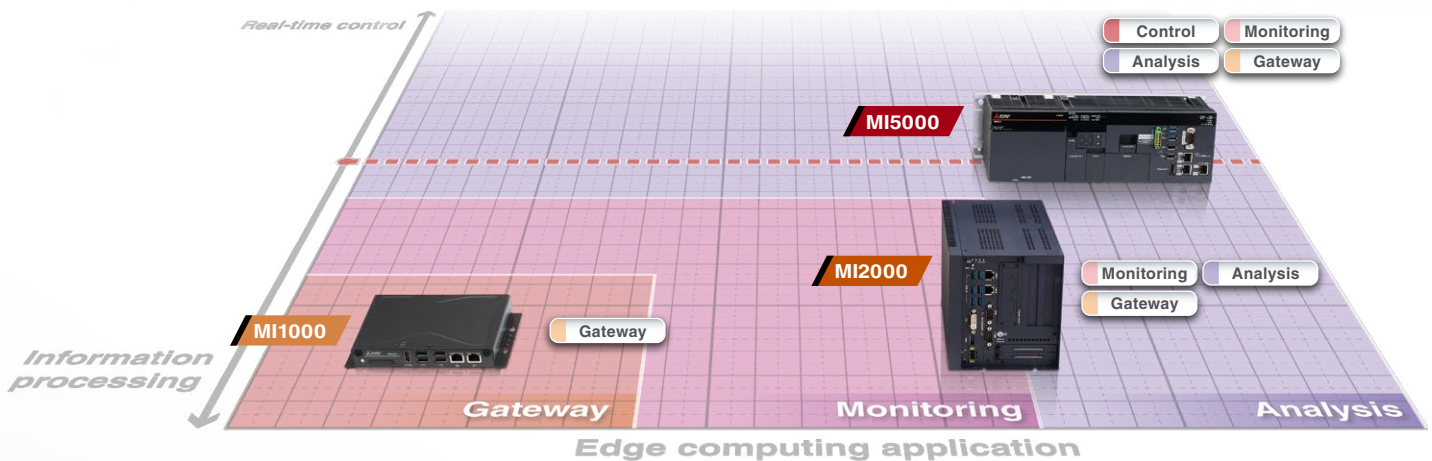 Real-time control
Control
Monitoring
Analysis
Gateway
MI5000
MI2000
Monitoring
Analysis
Gateway
MI1000
Gateway
Information
processing
Gateway
Monitoring
Analysis
Edge computing application